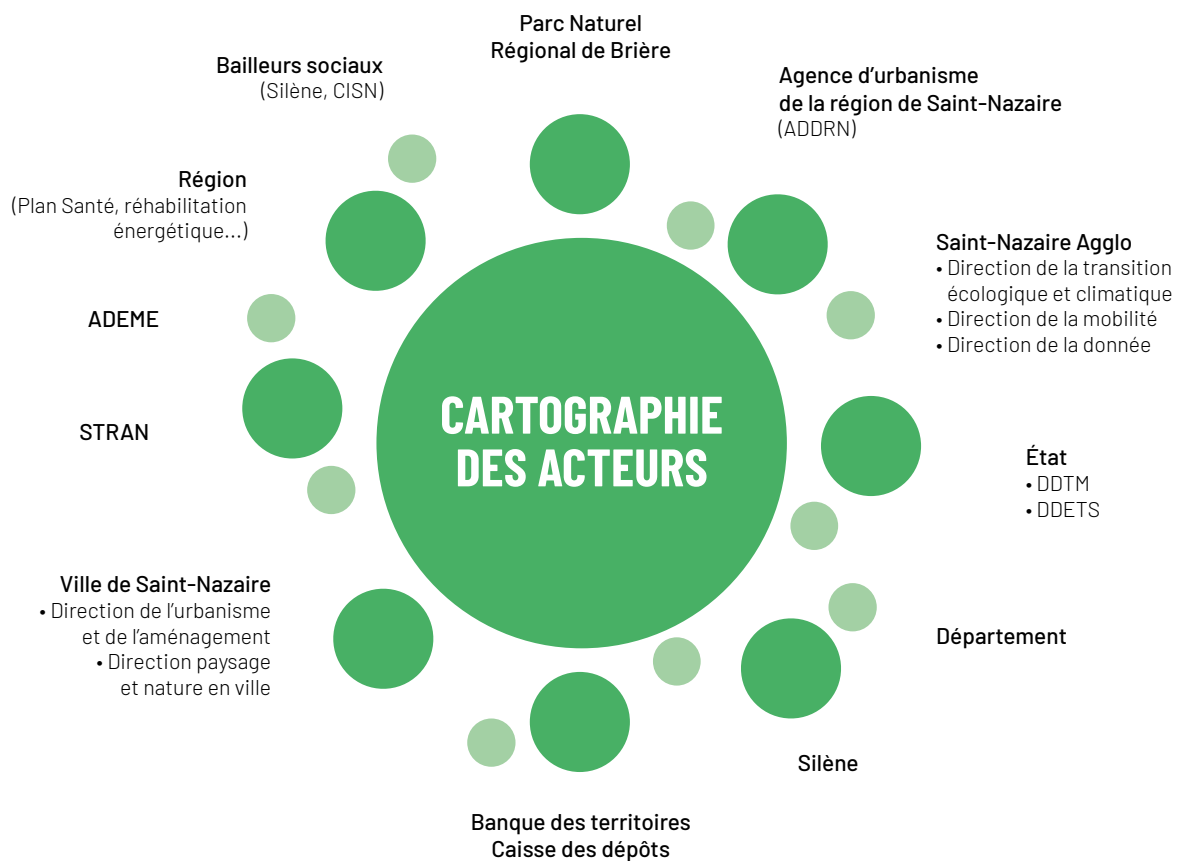 Parc Naturel
Régional de Brière
Bailleurs sociaux
(Silène, CISN)
Agence d’urbanisme
de la région de Saint-Nazaire
(ADDRN)
Région
(Plan Santé, réhabilitation
énergétique...)
Saint-Nazaire Agglo
• Direction de la transition
écologique et climatique
• Direction de la mobilité
• Direction de la donnée
ADEME
CARTOGRAPHIE
DES ACTEURS
STRAN
État
• DDTM
• DDETS
Ville de Saint-Nazaire
• Direction de l’urbanisme
et de l’aménagement
• Direction paysage
et nature en ville
Département
Silène
Banque des territoires
Caisse des dépôts